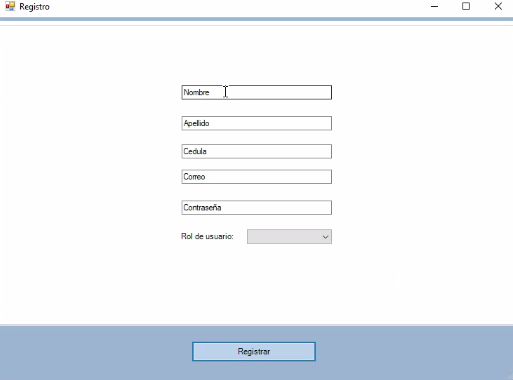 Registro
Nombre
Apellido
Cedula
Correo
Contraseña
Rol de usuario:
Registrar